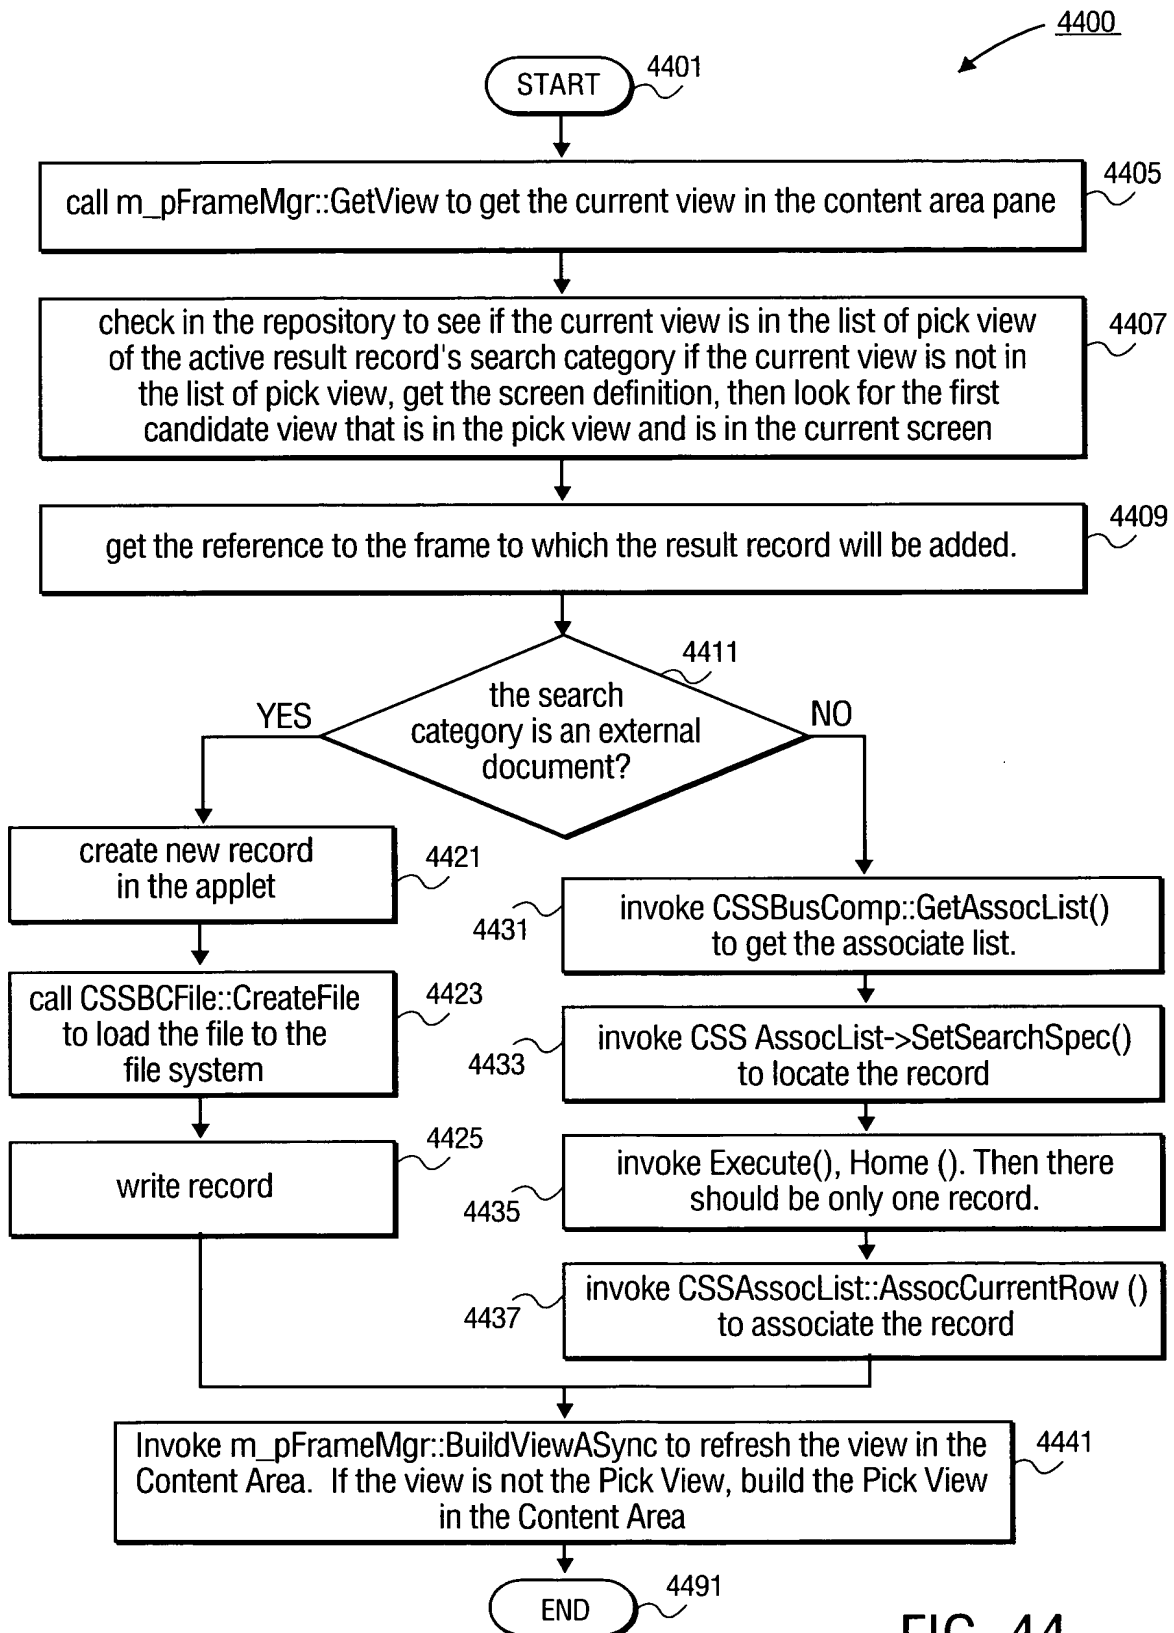 4400
START
4401
call m_pFrameMgr::GetView to get the current view in the content area pane
4405
check in the repository to see if the current view is in the list of pick view
of the active result record's search category if the current view is not in
the list of pick view, get the screen definition, then look for the first
candidate view that is in the pick view and is in the current screen
4407
get the reference to the frame to which the result record will be added.
4409
4411
the search
category is an external
document?
YES
NO
create new record
in the applet
4421
call CSSBCFile::CreateFile
to load the file to the
file system
4423
write record
4425
invoke CSSBusComp::GetAssocList()
to get the associate list.
4431
invoke CSS AssocList->SetSearchSpec()
to locate the record
4433
invoke Execute(), Home (). Then there
should be only one record.
4435
invoke CSSAssocList::AssocCurrentRow ()
to associate the record
4437
Invoke m_pFrameMgr::BuildViewASync to refresh the view in the
Content Area. If the view is not the Pick View, build the Pick View
in the Content Area
4441
END
4491
FIG. 44